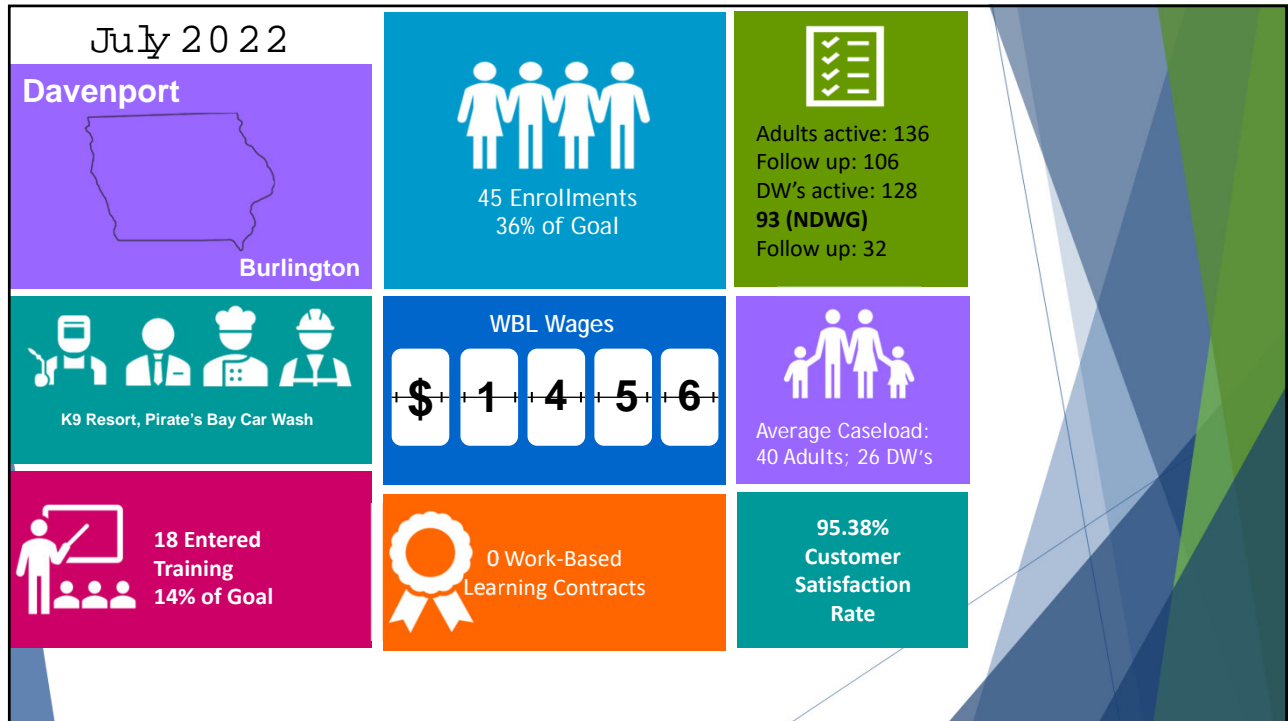 July 2022
Davenport
Burlington
45 Enrollments
36% of Goal
Adults active: 136
Follow up: 106
DW's active: 128
93 (NDWG)
Follow up: 32
K9 Resort, Pirate's Bay Car Wash
WBL Wages
$ 1 4 5 6
Average Caseload:
40 Adults; 26 DW's
18 Entered
Training
14% of Goal
0 Work-Based
Learning Contracts
95.38%
Customer
Satisfaction
Rate